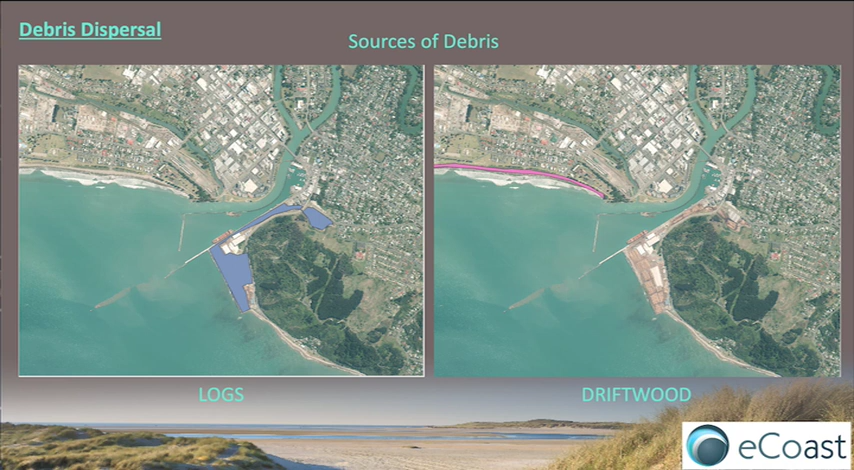 Debris Dispersal
Sources of Debris
LOGS
DRIFTWOOD
eCoast